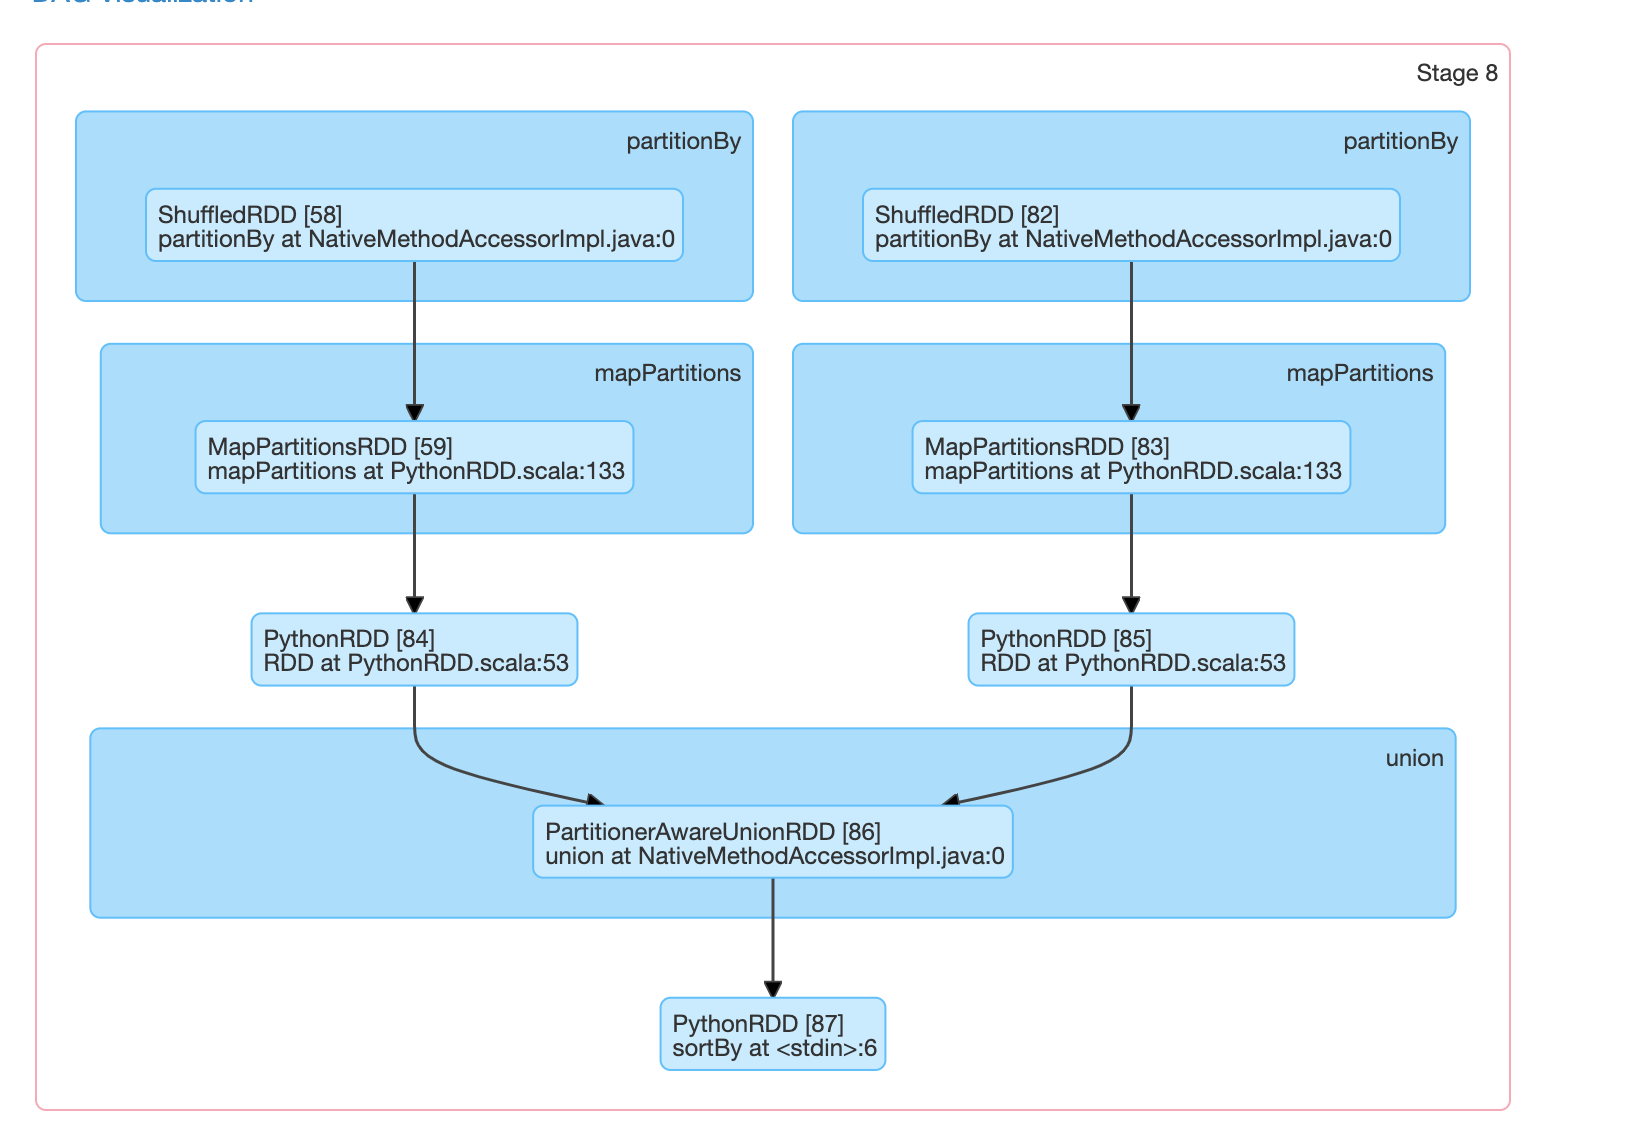 DAG Visualization
Stage 8
partitionBy
ShuffledRDD [58]
partitionBy at NativeMethodAccessorImpl.java:0
partitionBy
ShuffledRDD [82]
partitionBy at NativeMethodAccessorImpl.java:0
mapPartitions
MapPartitionsRDD [59]
mapPartitions at PythonRDD.scala:133
mapPartitions
MapPartitionsRDD [83]
mapPartitions at PythonRDD.scala:133
PythonRDD [84]
RDD at PythonRDD.scala:53
PythonRDD [85]
RDD at PythonRDD.scala:53
union
PartitionerAwareUnionRDD [86]
union at NativeMethodAccessorImpl.java:0
PythonRDD [87]
sortBy at <stdin>:6